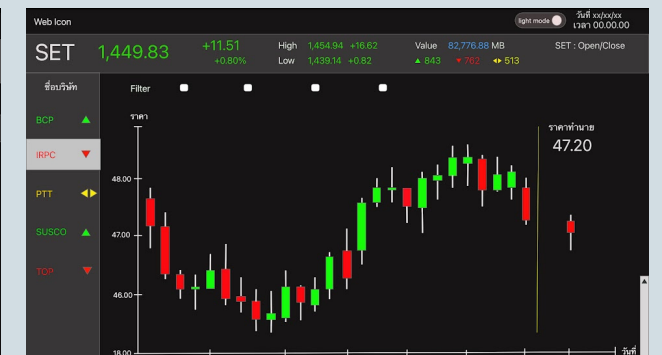 Web Icon
light mode
วันที่ xx/xx/xx
เวลา 00.00.00
SET 1,449.83 +11.51 High 1,454.94 +16.62 Value 82,776.88 MB SET : Open/Close
+0.80% Low 1,439.14 +0.82 843 762 513
ชื่อบริษัท
Filter
BCP
IRPC
PTT
SUSCO
TOP
ราคา
48.00
47.00
46.00
18.00
ราคาทำนาย
47.20
วันที่